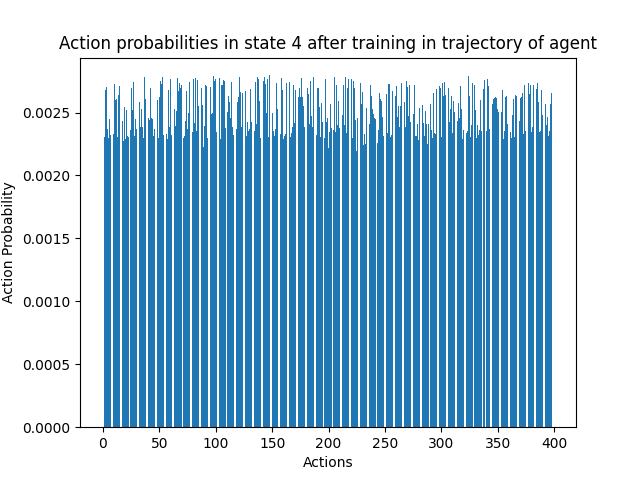 Action probabilities in state 4 after training in trajectory of agent
Action Probability
0.0025
0.0020
0.0015
0.0010
0.0005
0.0000
0 50 100 150 200 250 300 350 400
Actions